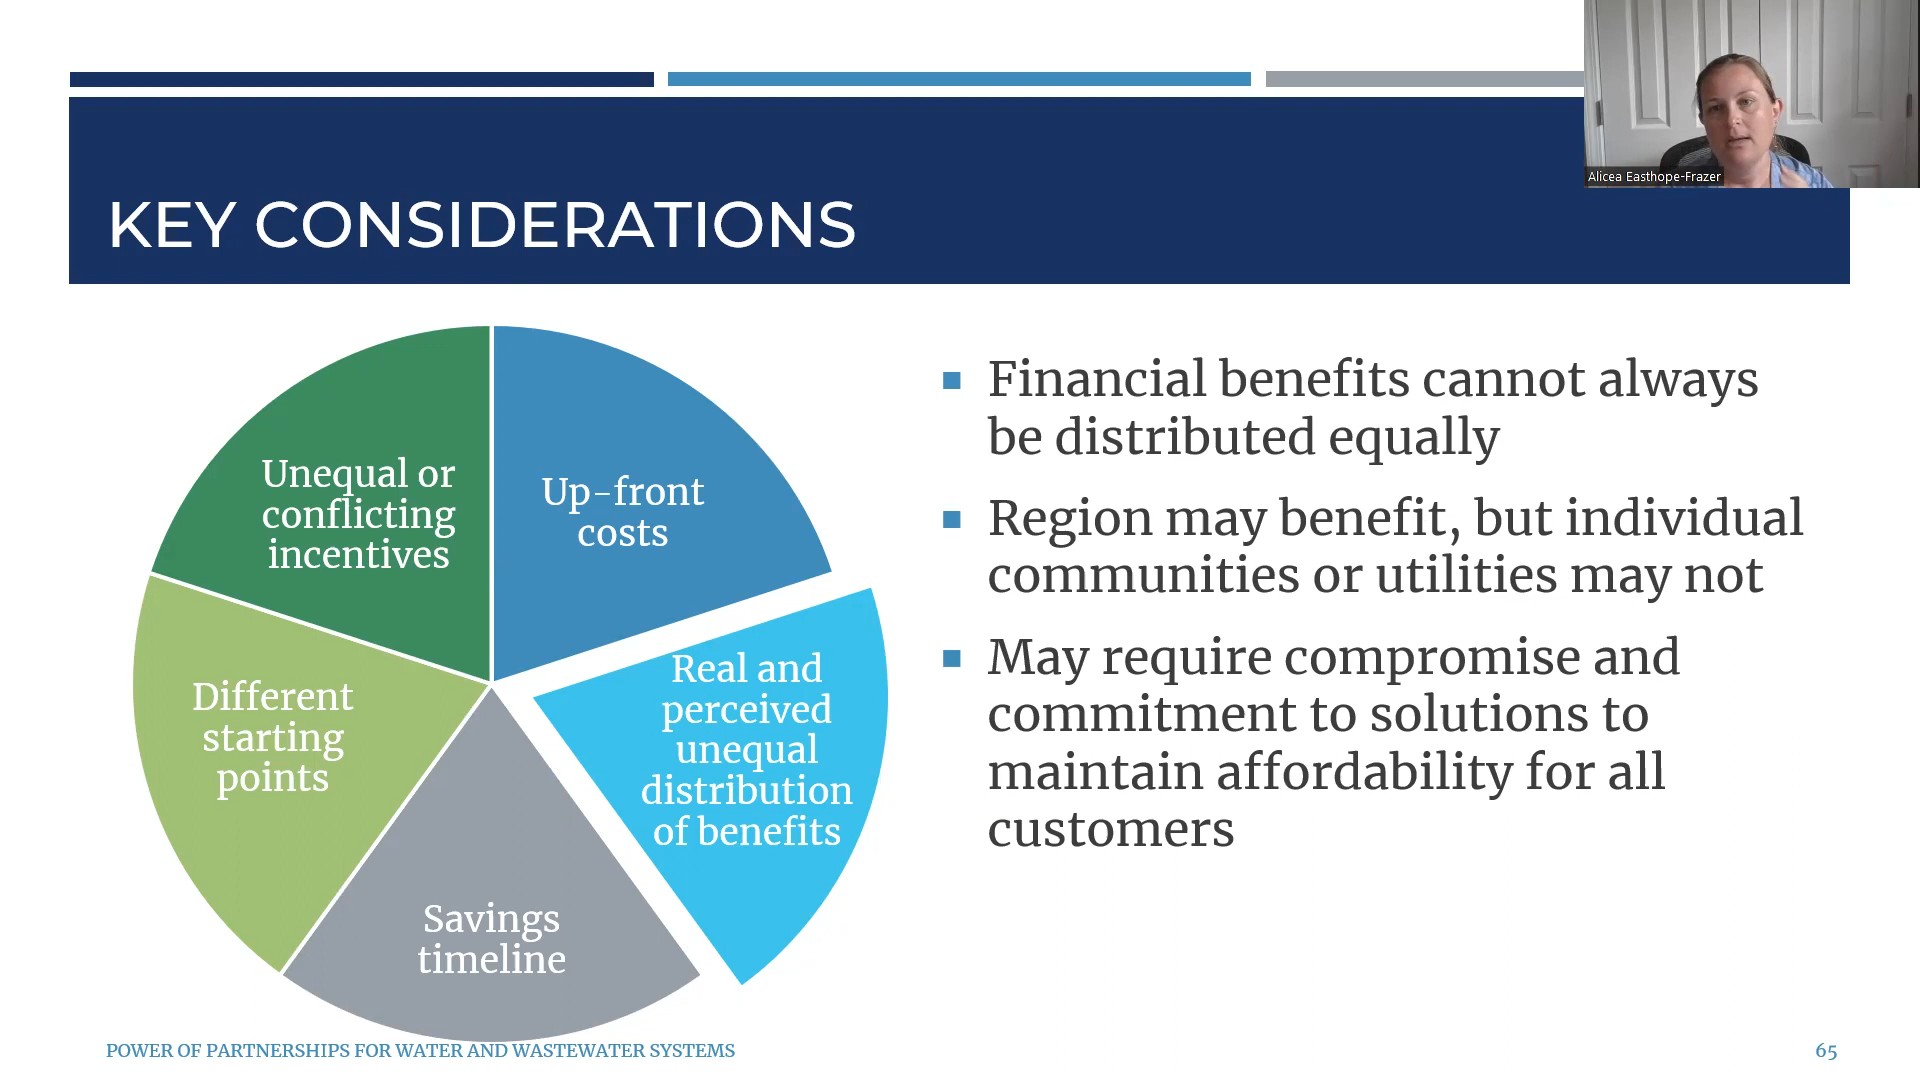 Alicea Easthope-Frazer
KEY CONSIDERATIONS
Unequal or
conflicting
incentives
Up-front
costs
Real and
perceived
unequal
distribution
of benefits
Different
starting
points
Savings
timeline
Financial benefits cannot always
be distributed equally
Region may benefit, but individual
communities or utilities may not
May require compromise and
commitment to solutions to
maintain affordability for all
customers
POWER OF PARTNERSHIPS FOR WATER AND WASTEWATER SYSTEMS
65